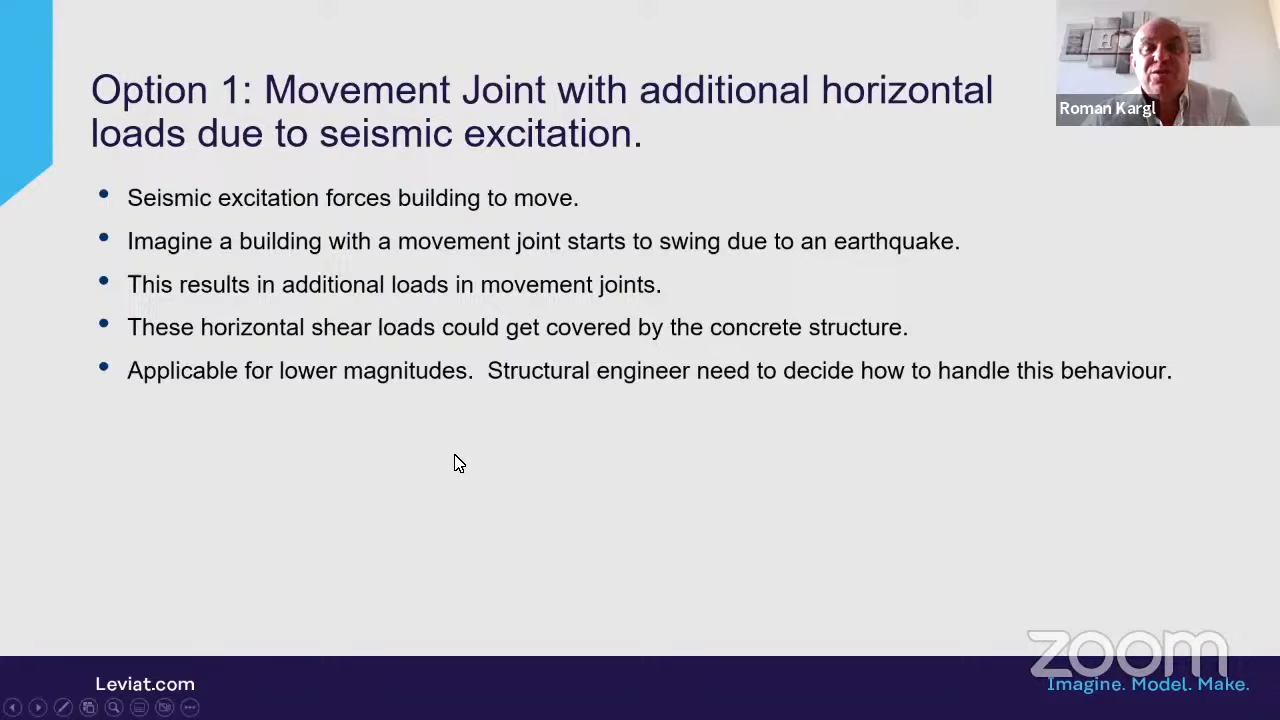 Option 1: Movement Joint with additional horizontal
loads due to seismic excitation.
H
Roman Kargl
• Seismic excitation forces building to move.
• Imagine a building with a movement joint starts to swing due to an earthquake.
• This results in additional loads in movement joints.
• These horizontal shear loads could get covered by the concrete structure.
• Applicable for lower magnitudes.  Structural engineer need to decide how to handle this behaviour.
zoom
Leviat.com
Imagine. Model. Make.